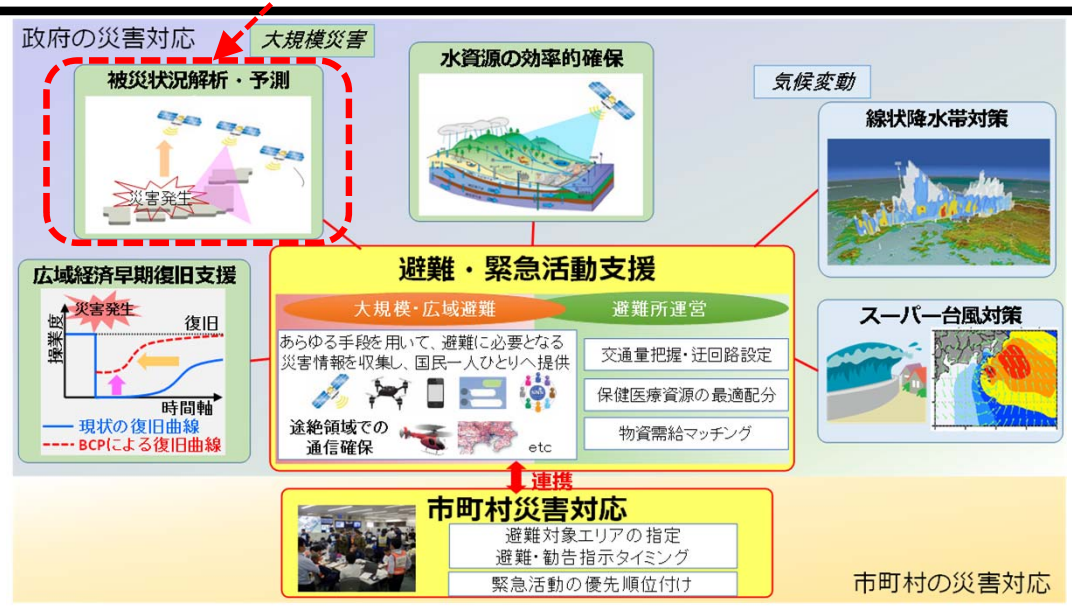 政府の災害対応
大規模災害
被災状況解析・予測
災害発生
水資源の効率的確保
気候変動
線状降水帯対策
広域経済早期復旧支援
災害発生
復旧
操業度
時間軸
現状の復旧曲線
BCPによる復旧曲線
避難・緊急活動支援
大規模・広域避難
あらゆる手段を用いて、避難に必要となる
災害情報を収集し、国民一人ひとりへ提供
途絶領域での
通信確保
etc
避難所運営
交通量把握・迂回路設定
保健医療資源の最適配分
物資需給マッチング
スーパー台風対策
連携
市町村災害対応
避難対象エリアの指定
避難・勧告指示タイミング
緊急活動の優先順位付け
市町村の災害対応